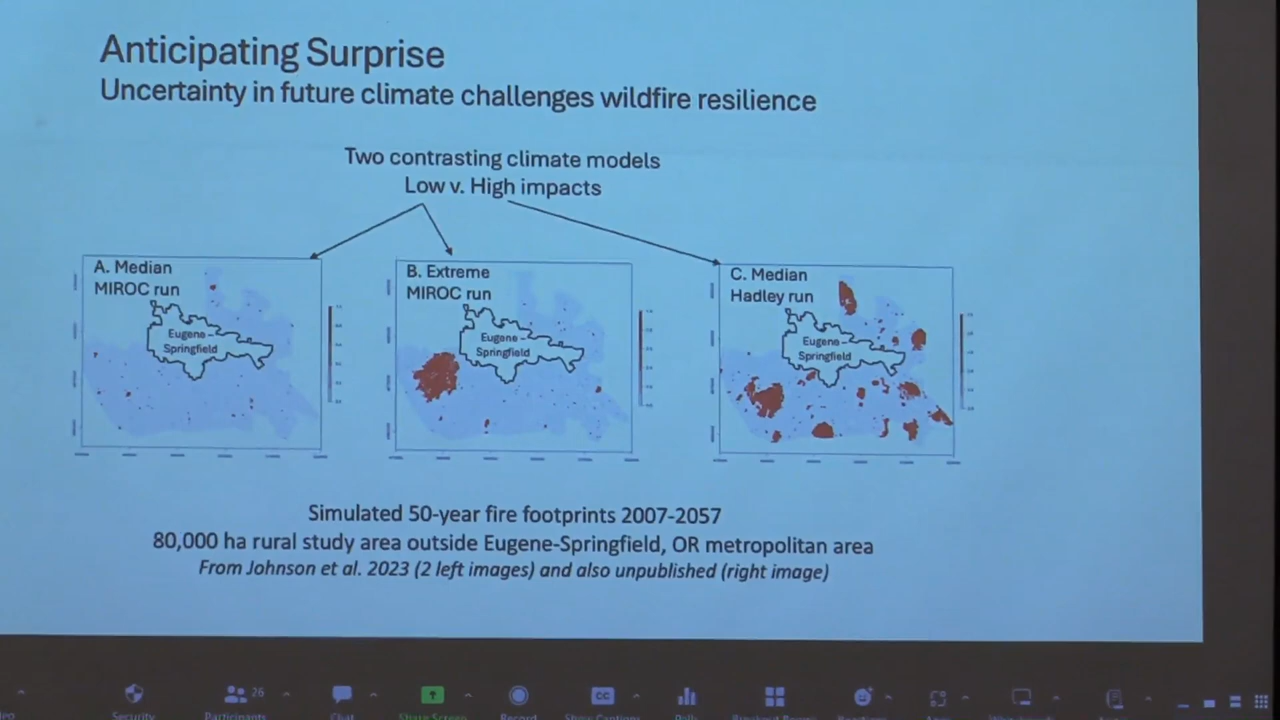 Anticipating Surprise
Uncertainty in future climate challenges wildfire resilience
Two contrasting climate models
Low v. High impacts
A. Median
MIROC run
Eugene -
Springfield
B. Extreme
MIROC run
Eugene -
Springfield
C. Median
Hadley run
Eugene -
Springfield
Simulated 50-year fire footprints 2007-2057
80,000 ha rural study area outside Eugene-Springfield, OR metropolitan area
From Johnson et al. 2023 (2 left images) and also unpublished (right image)
26
CC
Security
Participants
Chat
Share Screen
Record
Show Captions
Polls